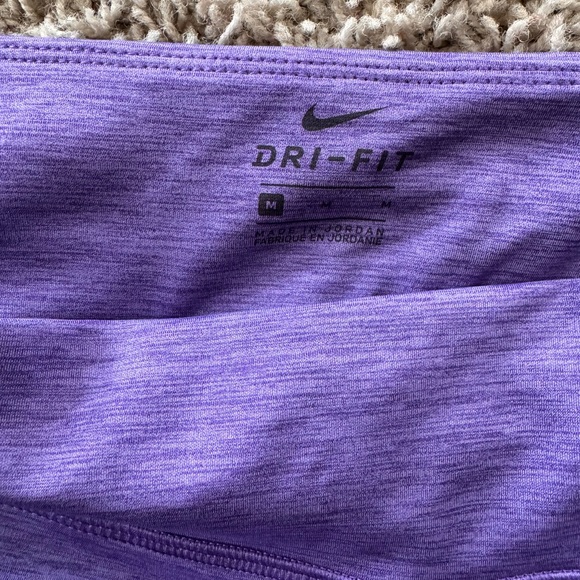 DRI-FIT
M M M
MADE IN JORDAN
FABRIQUÉ EN JORDANIE